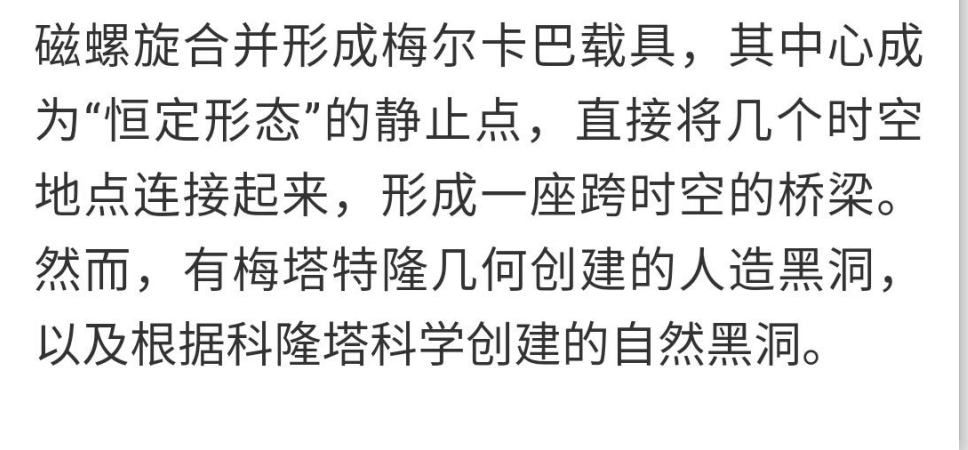 磁螺旋合并形成梅尔卡巴载具，其中心成
为“恒定形态”的静止点，直接将几个时空
地点连接起来，形成一座跨时空的桥梁。
然而，有梅塔特隆几何创建的人造黑洞，
以及根据科隆塔科学创建的自然黑洞。